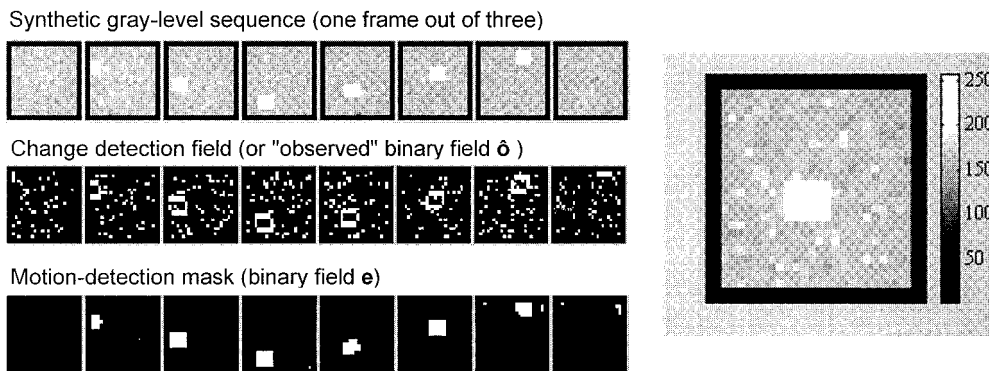 Synthetic gray-level sequence (one frame out of three)
Change detection field (or "observed" binary field ô )
Motion-detection mask (binary field e)
250
200
150
100
50